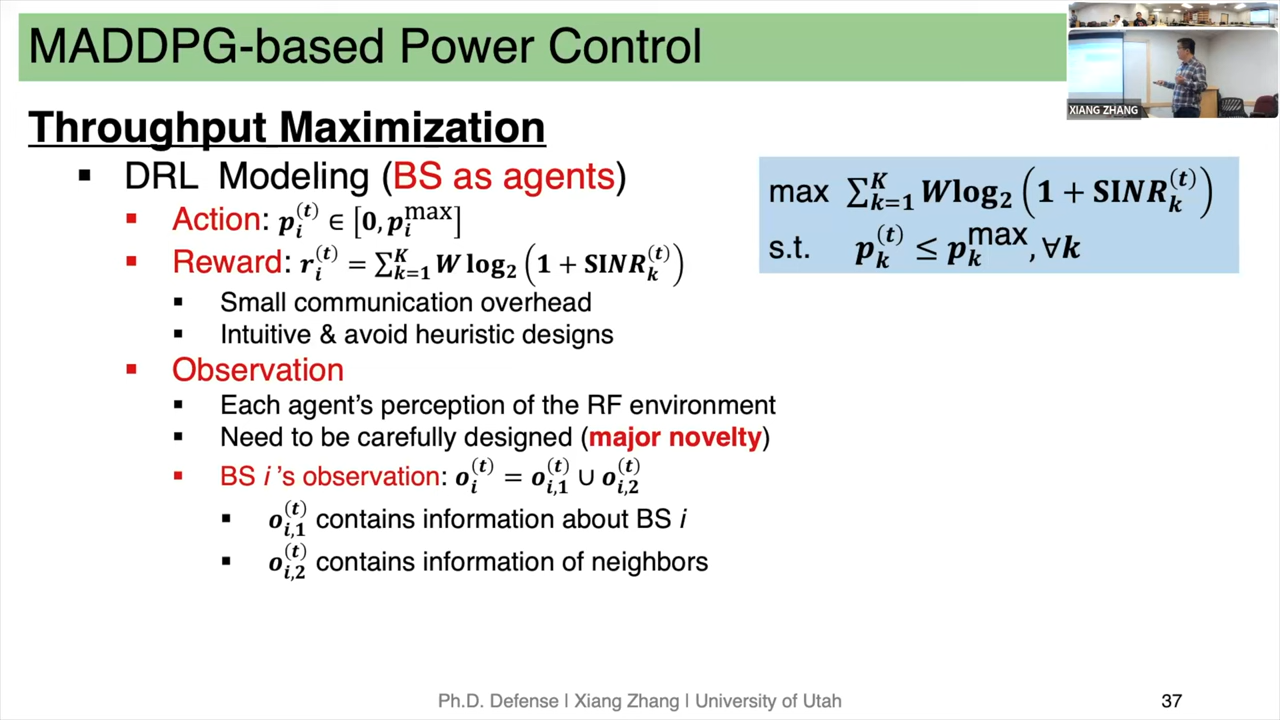 MADDPG-based Power Control
XIANG ZHANG
Throughput Maximization
▪ DRL Modeling (BS as agents)
▪ Action: p_i^(t) ∈ [0, p_i^max]
▪ Reward: r_i^(t) = ∑_{k=1}^K W log₂ (1 + SINR_k^(t))
▪ Small communication overhead
▪ Intuitive & avoid heuristic designs
▪ Observation
▪ Each agent's perception of the RF environment
▪ Need to be carefully designed (major novelty)
▪ BS i 's observation: o_i^(t) = o_{i,1}^(t) ∪ o_{i,2}^(t)
▪ o_{i,1}^(t) contains information about BS i
▪ o_{i,2}^(t) contains information of neighbors
max ∑_{k=1}^K Wlog₂ (1 + SINR_k^(t))
s.t. p_k^(t) ≤ p_k^max, ∀k
Ph.D. Defense | Xiang Zhang | University of Utah
37